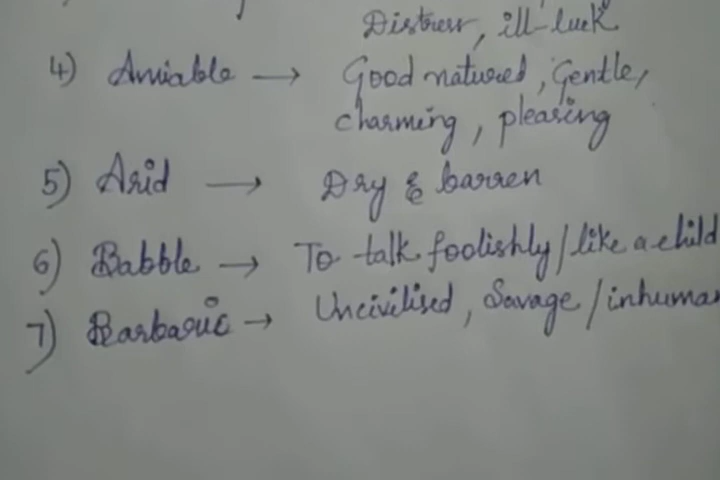 Distress, ill-luck
4) Amiable → Good natured, Gentle,
charming, pleasing
5) Arid → Dry & barren
6) Babble → To talk foolishly/like a child
7) Barbaric → Uncivilised, Savage/inhuman